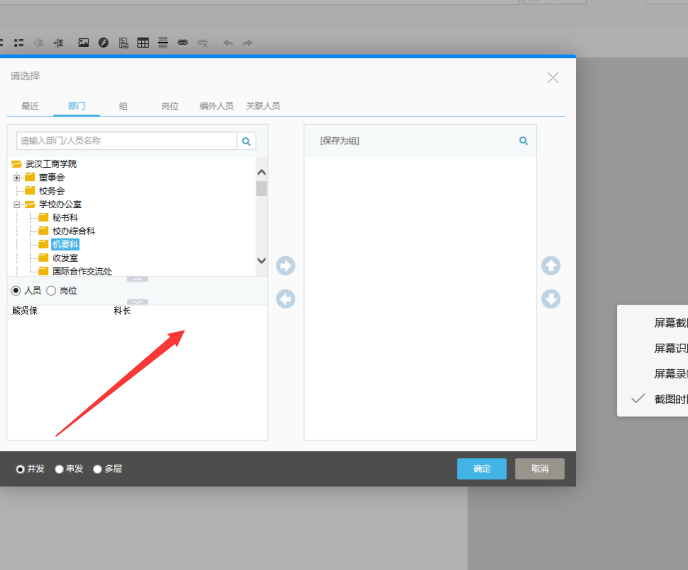 请选择
最近 部门 组 岗位 编外人员 关联人员
请输入部门/人员名称
[保存为组]
武汉工商学院
董事会
校务会
学校办公室
秘书科
校办综合科
机要科
收发室
国际合作交流处
人员 岗位
科长
屏幕截
屏幕识
屏幕录
截图时
并发 串发 多层
确定 取消